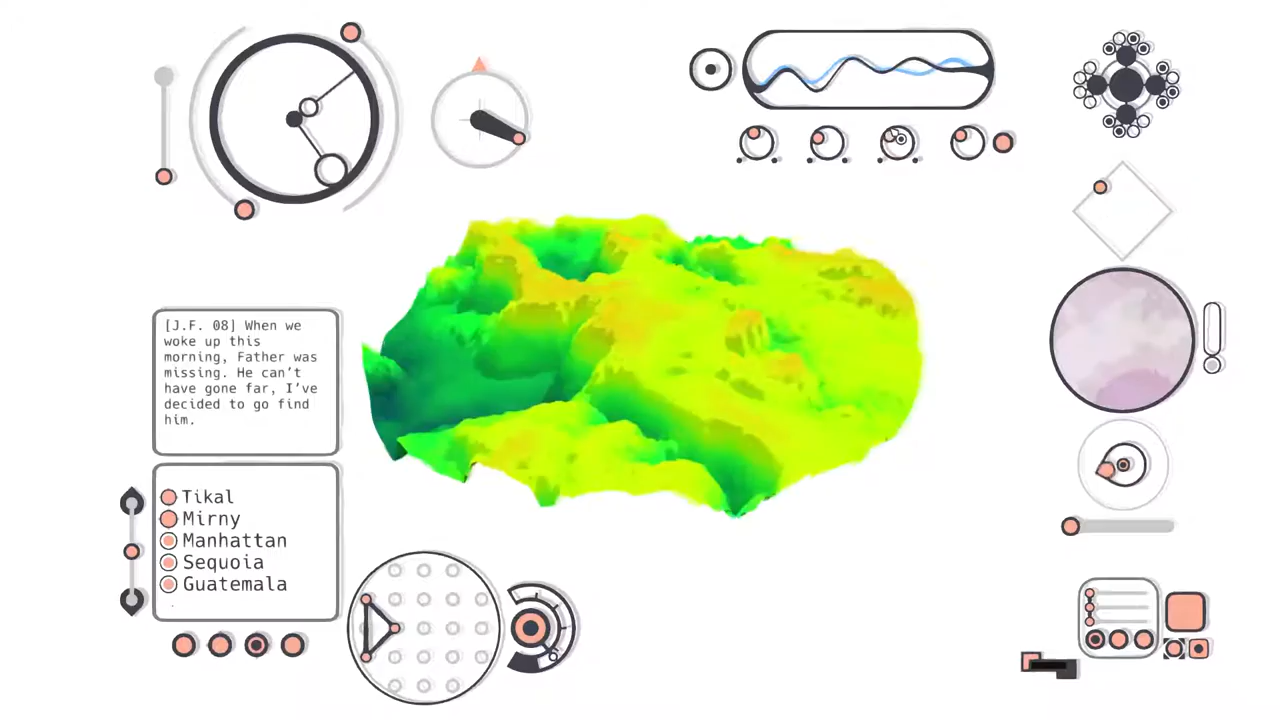 [J.F. 08] When we
woke up this
morning, Father was
missing. He can't
have gone far, I've
decided to go find
him.
Tikal
Mirny
Manhattan
Sequoia
Guatemala